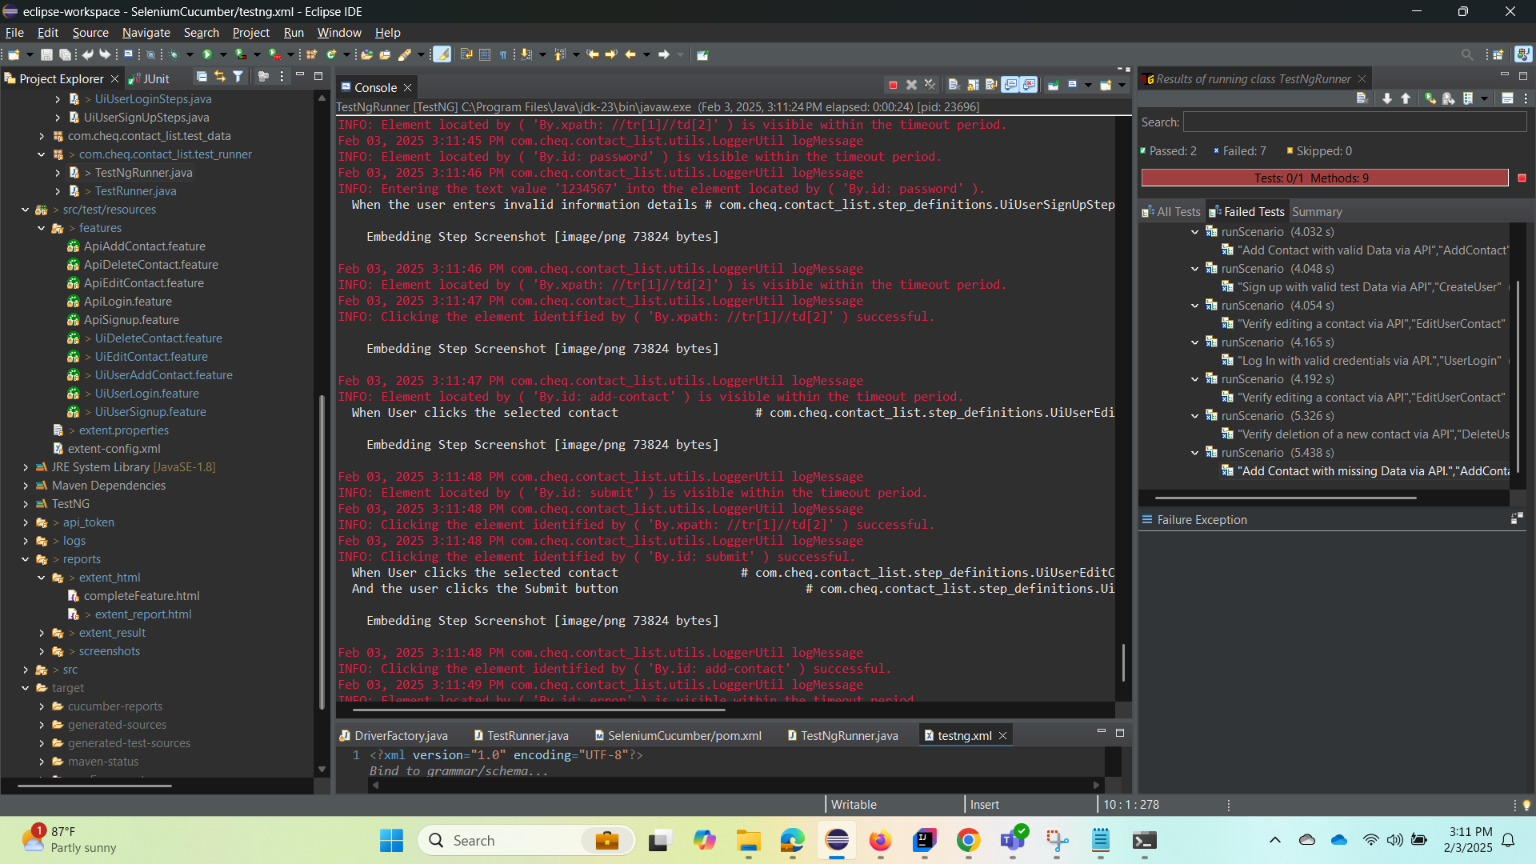 eclipse-workspace - SeleniumCucumber/testng.xml - Eclipse IDE
File Edit Source Navigate Search Project Run Window Help
Project Explorer JUnit
UiUserLoginSteps.java
UiUserSignUpSteps.java
com.cheq.contact_list.test_data
com.cheq.contact_list.test_runner
TestNgRunner.java
TestRunner.java
src/test/resources
features
ApiAddContact.feature
ApiDeleteContact.feature
ApiEditContact.feature
ApiLogin.feature
ApiSignup.feature
UiDeleteContact.feature
UiEditContact.feature
UiUserAddContact.feature
UiUserLogin.feature
UiUserSignup.feature
extent.properties
extent-config.xml
JRE System Library [JavaSE-1.8]
Maven Dependencies
TestNG
api_token
logs
reports
extent_html
completeFeature.html
extent_report.html
extent_result
screenshots
src
target
cucumber-reports
generated-sources
generated-test-sources
maven-status
Console
TestNgRunner [TestNG] C:\Program Files\Java\jdk-23\bin\javaw.exe (Feb 3, 2025, 3:11:24 PM elapsed: 0:00:24) [pid: 23696]
INFO: Element located by ( 'By.xpath: //tr[1]//td[2]' ) is visible within the timeout period.
Feb 03, 2025 3:11:45 PM com.cheq.contact_list.utils.LoggerUtil logMessage
INFO: Element located by ( 'By.id: password' ) is visible within the timeout period.
Feb 03, 2025 3:11:46 PM com.cheq.contact_list.utils.LoggerUtil logMessage
INFO: Entering the text value '1234567' into the element located by ( 'By.id: password' ).
When the user enters invalid information details # com.cheq.contact_list.step_definitions.UiUserSignUpStep
Embedding Step Screenshot [image/png 73824 bytes]
Feb 03, 2025 3:11:46 PM com.cheq.contact_list.utils.LoggerUtil logMessage
INFO: Element located by ( 'By.xpath: //tr[1]//td[2]' ) is visible within the timeout period.
Feb 03, 2025 3:11:47 PM com.cheq.contact_list.utils.LoggerUtil logMessage
INFO: Clicking the element identified by ( 'By.xpath: //tr[1]//td[2]' ) successful.
Embedding Step Screenshot [image/png 73824 bytes]
Feb 03, 2025 3:11:47 PM com.cheq.contact_list.utils.LoggerUtil logMessage
INFO: Element located by ( 'By.id: add-contact' ) is visible within the timeout period.
When User clicks the selected contact # com.cheq.contact_list.step_definitions.UiUserEdi
Embedding Step Screenshot [image/png 73824 bytes]
Feb 03, 2025 3:11:48 PM com.cheq.contact_list.utils.LoggerUtil logMessage
INFO: Element located by ( 'By.id: submit' ) is visible within the timeout period.
Feb 03, 2025 3:11:48 PM com.cheq.contact_list.utils.LoggerUtil logMessage
INFO: Clicking the element identified by ( 'By.xpath: //tr[1]//td[2]' ) successful.
Feb 03, 2025 3:11:48 PM com.cheq.contact_list.utils.LoggerUtil logMessage
INFO: Clicking the element identified by ( 'By.id: submit' ) successful.
When User clicks the selected contact # com.cheq.contact_list.step_definitions.UiUserEditC
And the user clicks the Submit button # com.cheq.contact_list.step_definitions.Ui
Embedding Step Screenshot [image/png 73824 bytes]
Feb 03, 2025 3:11:48 PM com.cheq.contact_list.utils.LoggerUtil logMessage
INFO: Clicking the element identified by ( 'By.id: add-contact' ) successful.
Feb 03, 2025 3:11:49 PM com.cheq.contact_list.utils.LoggerUtil logMessage
INFO: Element located by ( 'By.id: error' ) is visible within the timeout period.
DriverFactory.java TestRunner.java SeleniumCucumber/pom.xml TestNgRunner.java testng.xml
1 <?xml version="1.0" encoding="UTF-8"?>
Bind to grammar/schema...
Results of running class TestNgRunner
Search:
Passed: 2 Failed: 7 Skipped: 0
Tests: 0/1 Methods: 9
All Tests Failed Tests Summary
runScenario (4.032 s)
"Add Contact with valid Data via API","AddContact"
runScenario (4.048 s)
"Sign up with valid test Data via API","CreateUser"
runScenario (4.054 s)
"Verify editing a contact via API","EditUserContact"
runScenario (4.165 s)
"Log In with valid credentials via API.","UserLogin"
runScenario (4.192 s)
"Verify editing a contact via API","EditUserContact"
runScenario (5.326 s)
"Verify deletion of a new contact via API","DeleteUs
runScenario (5.438 s)
"Add Contact with missing Data via API.","AddConta
Failure Exception
Writable Insert 10 : 1 : 278
1
87°F
Partly sunny
Search
3:11 PM
2/3/2025